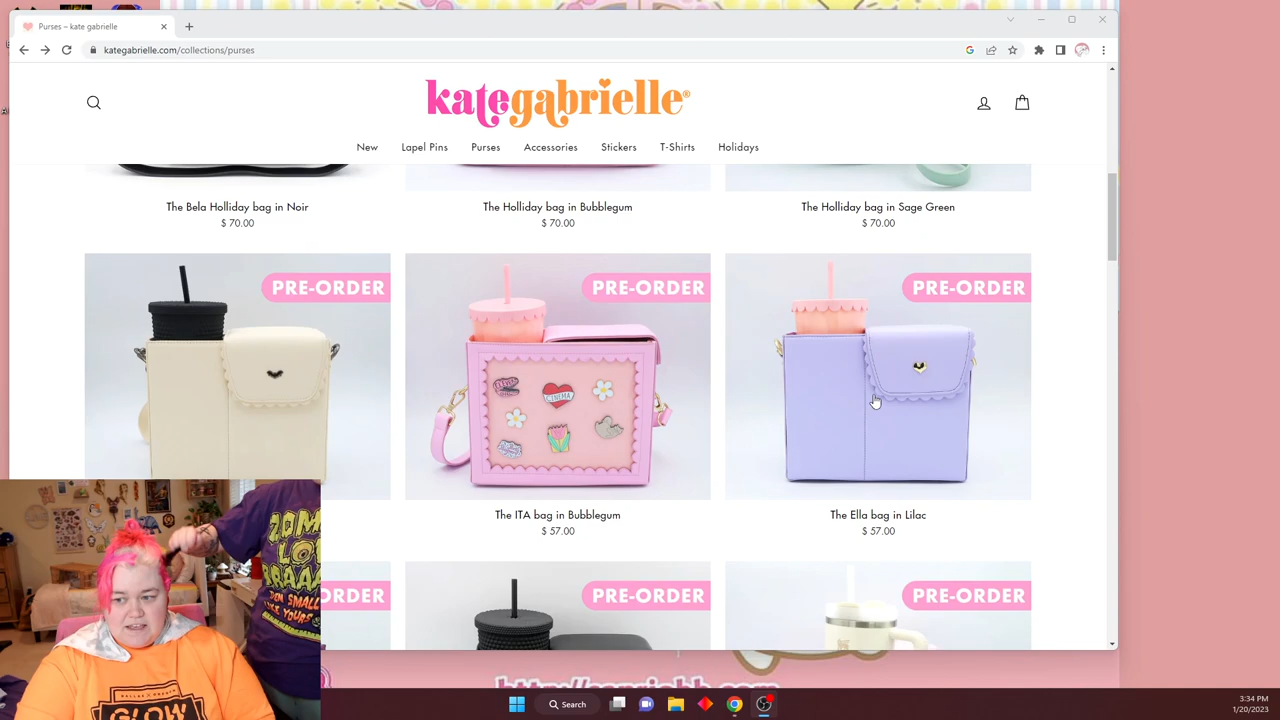 Purses – kate gabrielle
kategabrielle.com/collections/purses
kategabrielle®
New Lapel Pins Purses Accessories Stickers T-Shirts Holidays
The Bela Holliday bag in Noir
$ 70.00
The Holliday bag in Bubblegum
$ 70.00
The Holliday bag in Sage Green
$ 70.00
PRE-ORDER
PRE-ORDER
PRE-ORDER
CINEMA
The ITA bag in Bubblegum
$ 57.00
The Ella bag in Lilac
$ 57.00
ORDER
PRE-ORDER
PRE-ORDER
DALLAS
GLOW
Search
3:34 PM
1/20/2023